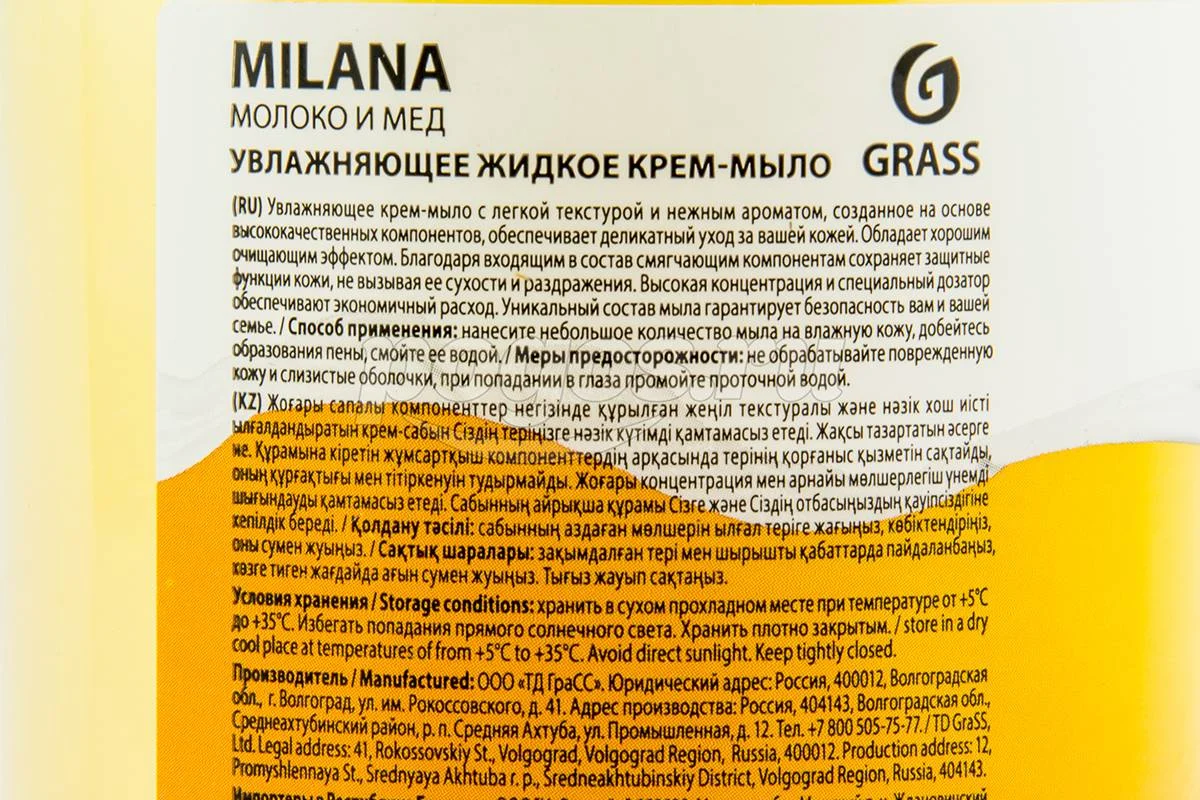 MILANA
МОЛОКО И МЕД
УВЛАЖНЯЮЩЕЕ ЖИДКОЕ КРЕМ-МЫЛО
GRASS
(RU) Увлажняющее крем-мыло с легкой текстурой и нежным ароматом, созданное на основе
высококачественных компонентов, обеспечивает деликатный уход за вашей кожей. Обладает хорошим
очищающим эффектом. Благодаря входящим в состав смягчающим компонентам сохраняет защитные
функции кожи, не вызывая ее сухости и раздражения. Высокая концентрация и специальный дозатор
обеспечивают экономичный расход. Уникальный состав мыла гарантирует безопасность вам и вашей
семье. / Способ применения: нанесите небольшое количество мыла на влажную кожу, добейтесь
образования пены, смойте ее водой. / Меры предосторожности: не обрабатывайте поврежденную
кожу и слизистые оболочки, при попадании в глаза промойте проточной водой.
(KZ) Жоғары сапалы компоненттер негізінде құрылған жеңіл текстуралы және нәзік хош иісті
ылғалдандыратын крем-сабын Сіздің теріңізге нәзік күтімді қамтамасыз етеді. Жақсы тазартатын әсерге
ие. Құрамына кіретін жұмсартқыш компоненттердің арқасында терінің қорғаныс қызметін сақтайды,
оның құрғақтығы мен тітіркенуін тудырмайды. Жоғары концентрация мен арнайы мөлшерлегіш үнемді
шығындауды қамтамасыз етеді. Сабынның айрықша құрамы Сізге және Сіздің отбасыңыздың қауіпсіздігіне
кепілдік береді. / Қолдану тәсілі: сабынның аздаған мөлшерін ылғал теріге жағыңыз, көбіктендіріңіз,
оны сумен жуыңыз. / Сақтық шаралары: зақымдалған тері мен шырышты қабаттарда пайдаланбаңыз,
көзге тиген жағдайда ағын сумен жуыңыз. Тығыз жауып сақтаңыз.
Условия хранения / Storage conditions: хранить в сухом прохладном месте при температуре от +5°С
до +35°С. Избегать попадания прямого солнечного света. Хранить плотно закрытым. / store in a dry
cool place at temperatures of from +5°C to +35°C. Avoid direct sunlight. Keep tightly closed.
Производитель / Manufactured: ООО «ТД ГраСС». Юридический адрес: Россия, 400012, Волгоградская
обл., г. Волгоград, ул. им. Рокоссовского, д. 41. Адрес производства: Россия, 404143, Волгоградская обл.,
Среднеахтубинский район, р. п. Средняя Ахтуба, ул. Промышленная, д. 12. Тел. +7 800 505-75-77. / TD GraSS,
Ltd. Legal address: 41, Rokossovskiy St., Volgograd, Volgograd Region, Russia, 400012. Production address: 12,
Promyshlennaya St., Srednyaya Akhtuba r. p., Sredneakhtubinskiy District, Volgograd Region, Russia, 404143.